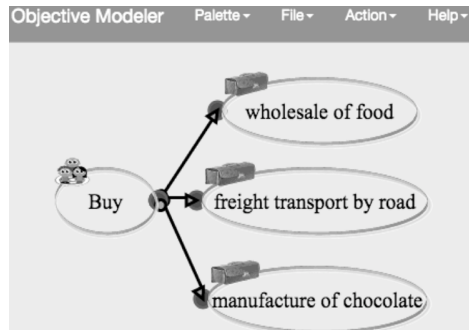 Objective Modeler Palette File Action Help
wholesale of food
Buy
freight transport by road
manufacture of chocolate